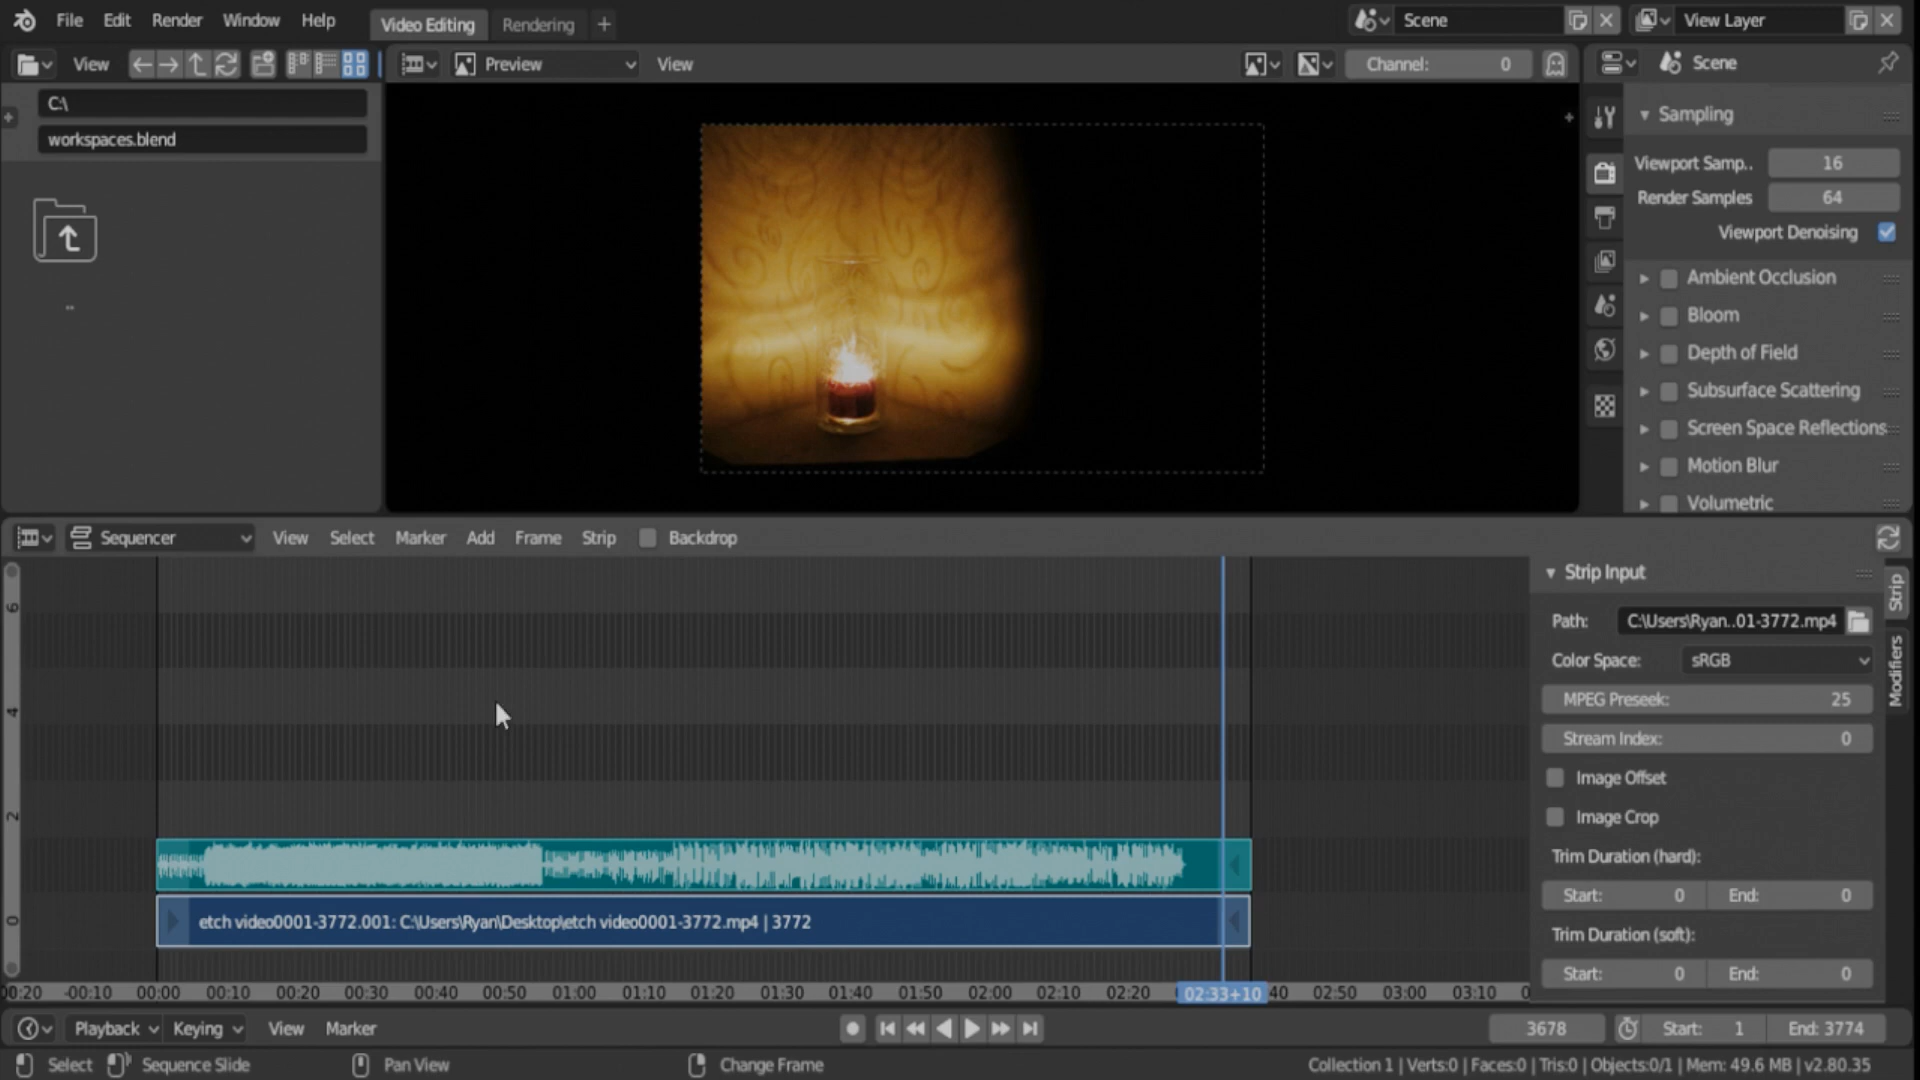 File Edit Render Window Help Video Editing Rendering + Scene View Layer
View Preview View Channel: 0 Scene
C:\
workspaces.blend
..
Sampling
Viewport Samp.. 16
Render Samples 64
Viewport Denoising
Ambient Occlusion
Bloom
Depth of Field
Subsurface Scattering
Screen Space Reflections
Motion Blur
Volumetric
Sequencer View Select Marker Add Frame Strip Backdrop
6
4
2
0
Strip Input
Path: C:\Users\Ryan..01-3772.mp4
Color Space: sRGB
MPEG Preseek: 25
Stream Index: 0
Image Offset
Image Crop
Trim Duration (hard):
Start: 0 End: 0
Trim Duration (soft):
Start: 0 End: 0
Strip
Modifiers
etch video0001-3772.001: C:\Users\Ryan\Desktop\etch video0001-3772.mp4 | 3772
00:20 -00:10 00:00 00:10 00:20 00:30 00:40 00:50 01:00 01:10 01:20 01:30 01:40 01:50 02:00 02:10 02:20 02:33+10 40 02:50 03:00 03:10 0
Playback Keying View Marker 3678 Start: 1 End: 3774
Select Sequence Slide Pan View Change Frame Collection 1 | Verts:0 | Faces:0 | Tris:0 | Objects:0/1 | Mem: 49.6 MB | v2.80.35